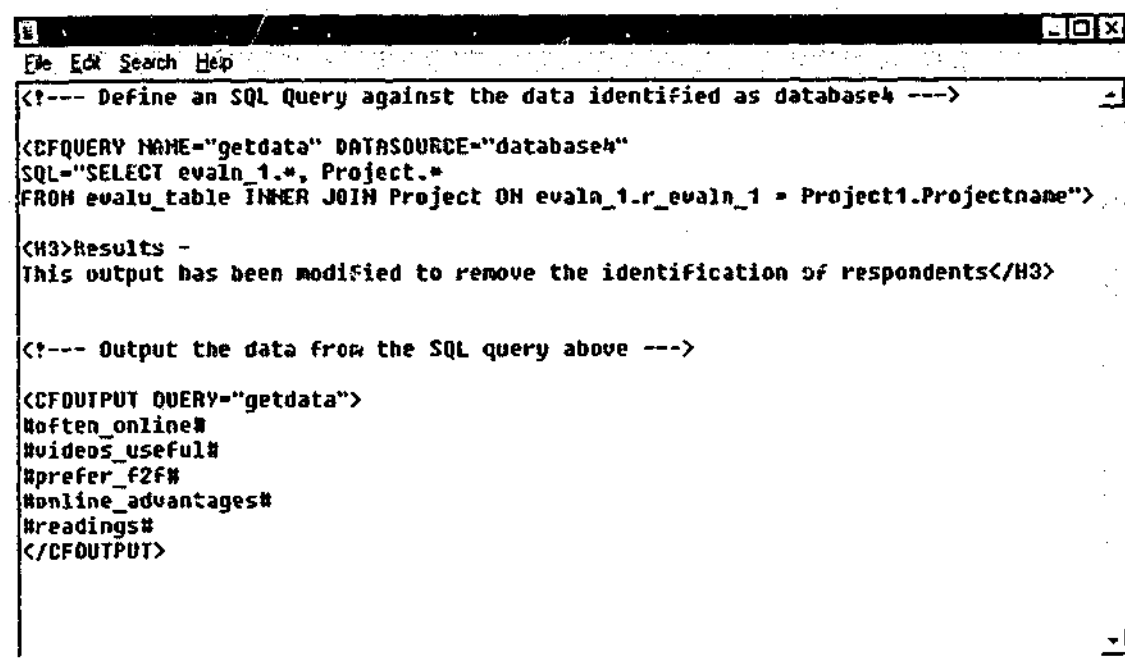 File Edit Search Help
<!--- Define an SQL Query against the data identified as database4 --->
<CFQUERY NAME="getdata" DATASOURCE="database4"
SQL="SELECT evaln_1.*, Project.*
FROM evalu_table INNER JOIN Project ON evaln_1.r_evaln_1 = Project1.Projectname">
<H3>Results -
This output has been modified to remove the identification of respondents</H3>
<!--- Output the data from the SQL query above --->
<CFOUTPUT QUERY="getdata">
#often_online#
#videos_useful#
#prefer_f2f#
#online_advantages#
#readings#
</CFOUTPUT>